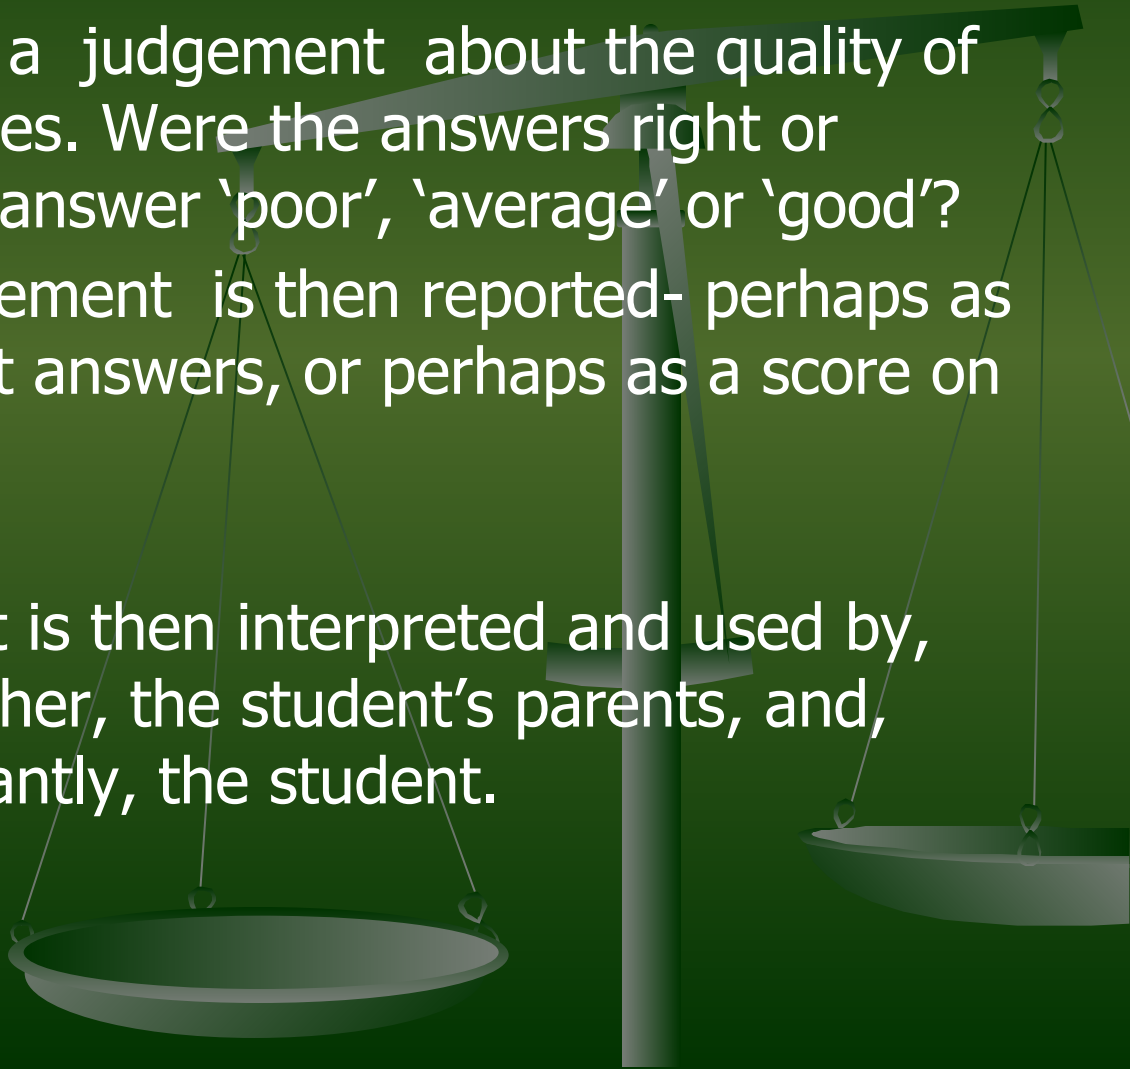 a judgement about the quality of
es. Were the answers right or
answer ‘poor’, ‘average’ or ‘good’?
ement is then reported- perhaps as
t answers, or perhaps as a score on
t is then interpreted and used by,
her, the student’s parents, and,
antly, the student.